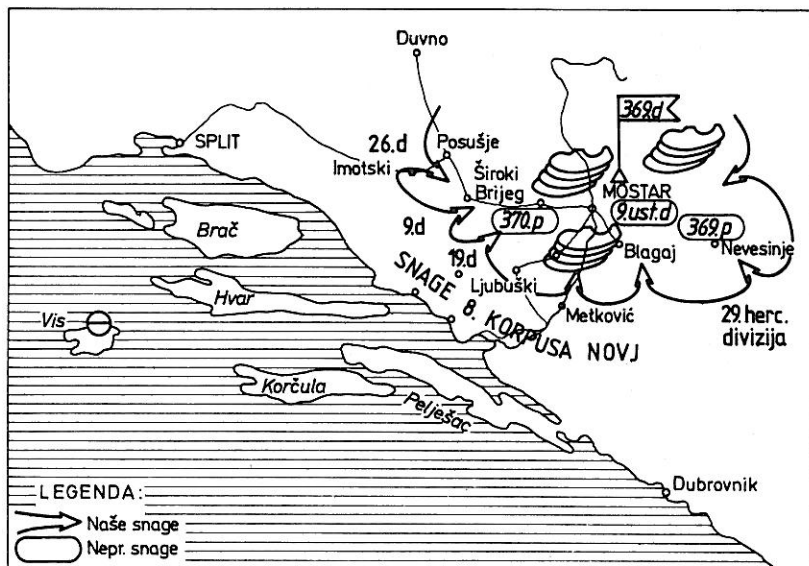 Duvno
369.d
SPLIT
26.d
Posušje
Imotski
Široki
Brijeg
MOSTAR
9.ust.d
370.p
369.p
Brač
9.d
Blagaj
Nevesinje
19.d
Ljubuški
Hvar
SNAGE 8. KORPUSA NOVJ
Metković
29.herc.
divizija
Vis
Korčula
Pelješac
Dubrovnik
LEGENDA:
Naše snage
Nepr. snage